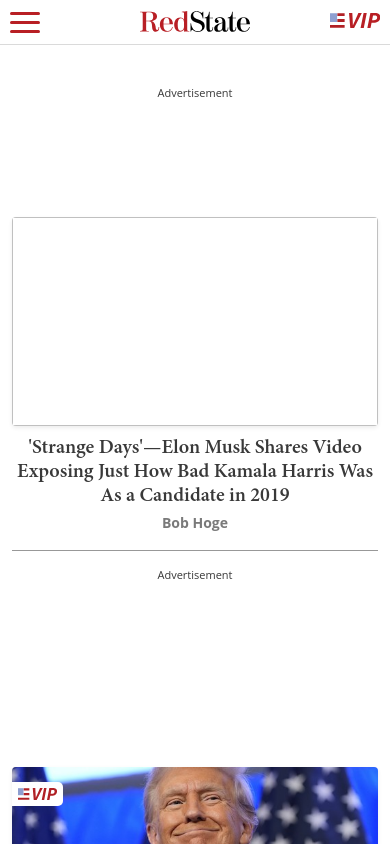 RedState
VIP
Advertisement
'Strange Days'—Elon Musk Shares Video
Exposing Just How Bad Kamala Harris Was
As a Candidate in 2019
Bob Hoge
Advertisement
VIP